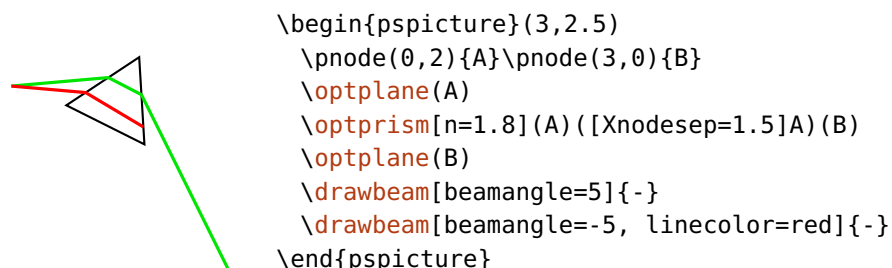 \begin{pspicture}(3,2.5)
\pnode(0,2){A}\pnode(3,0){B}
\optplane(A)
\optprism[n=1.8](A)([Xnodesep=1.5]A)(B)
\optplane(B)
\drawbeam[beamangle=5]{-}
\drawbeam[beamangle=-5, linecolor=red]{-}
\end{pspicture}